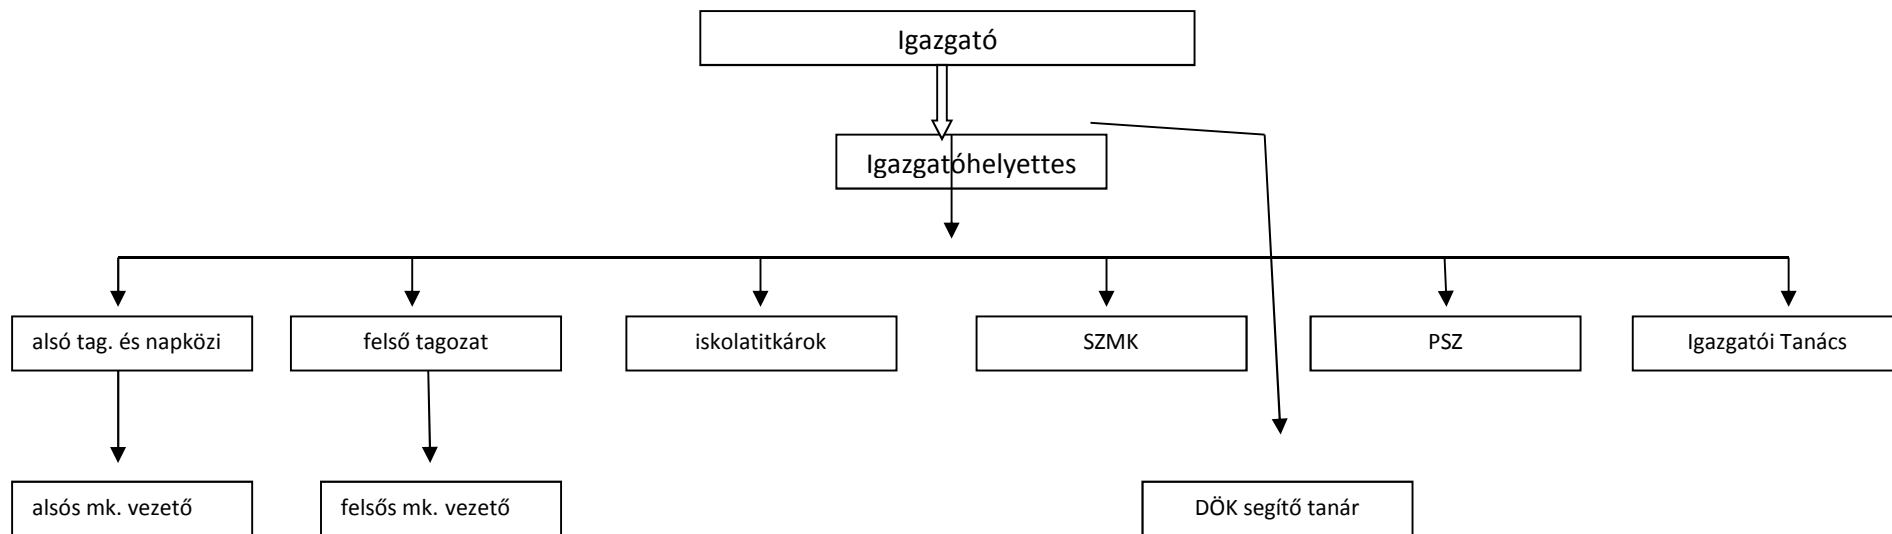 Igazgató
Igazgatóhelyettes
alsó tag. és napközi
felső tagozat
iskolatitkárok
SZMK
PSZ
Igazgatói Tanács
alsós mk. vezető
felsős mk. vezető
DÖK segítő tanár